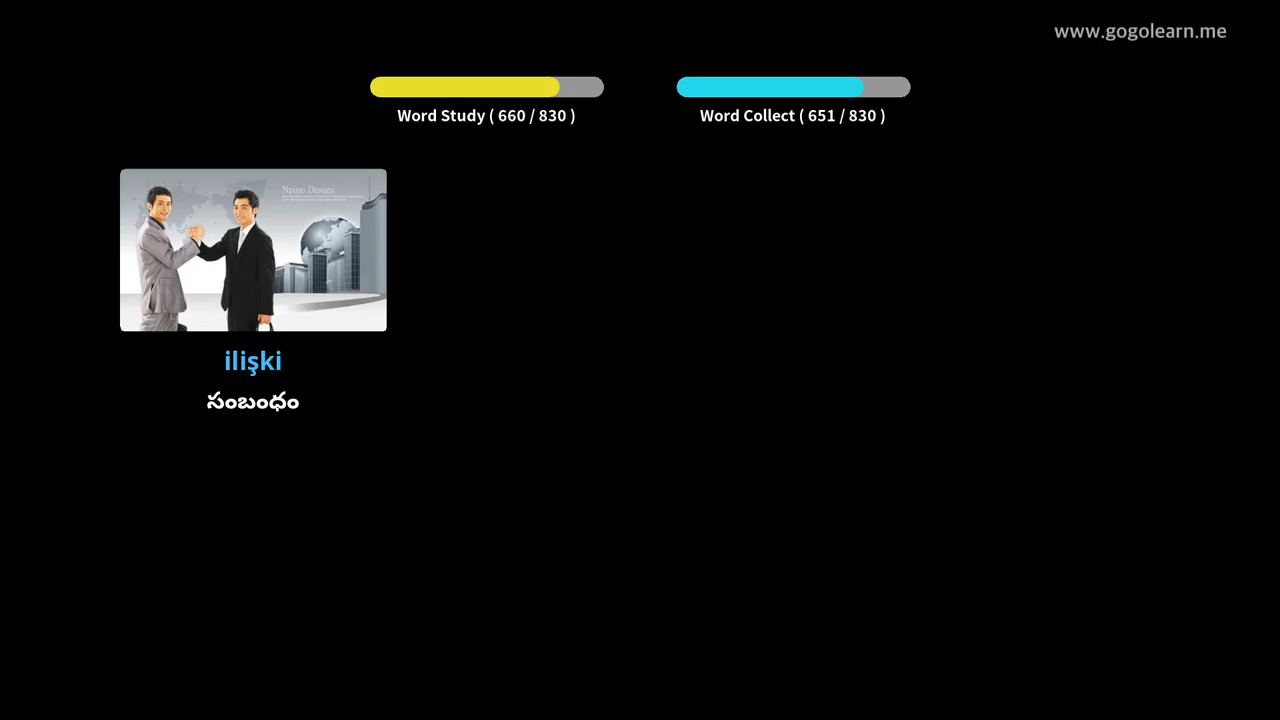 www.gogolearn.me
Word Study ( 660 / 830 )
Word Collect ( 651 / 830 )
Npine Design
ilişki
సంబంధం